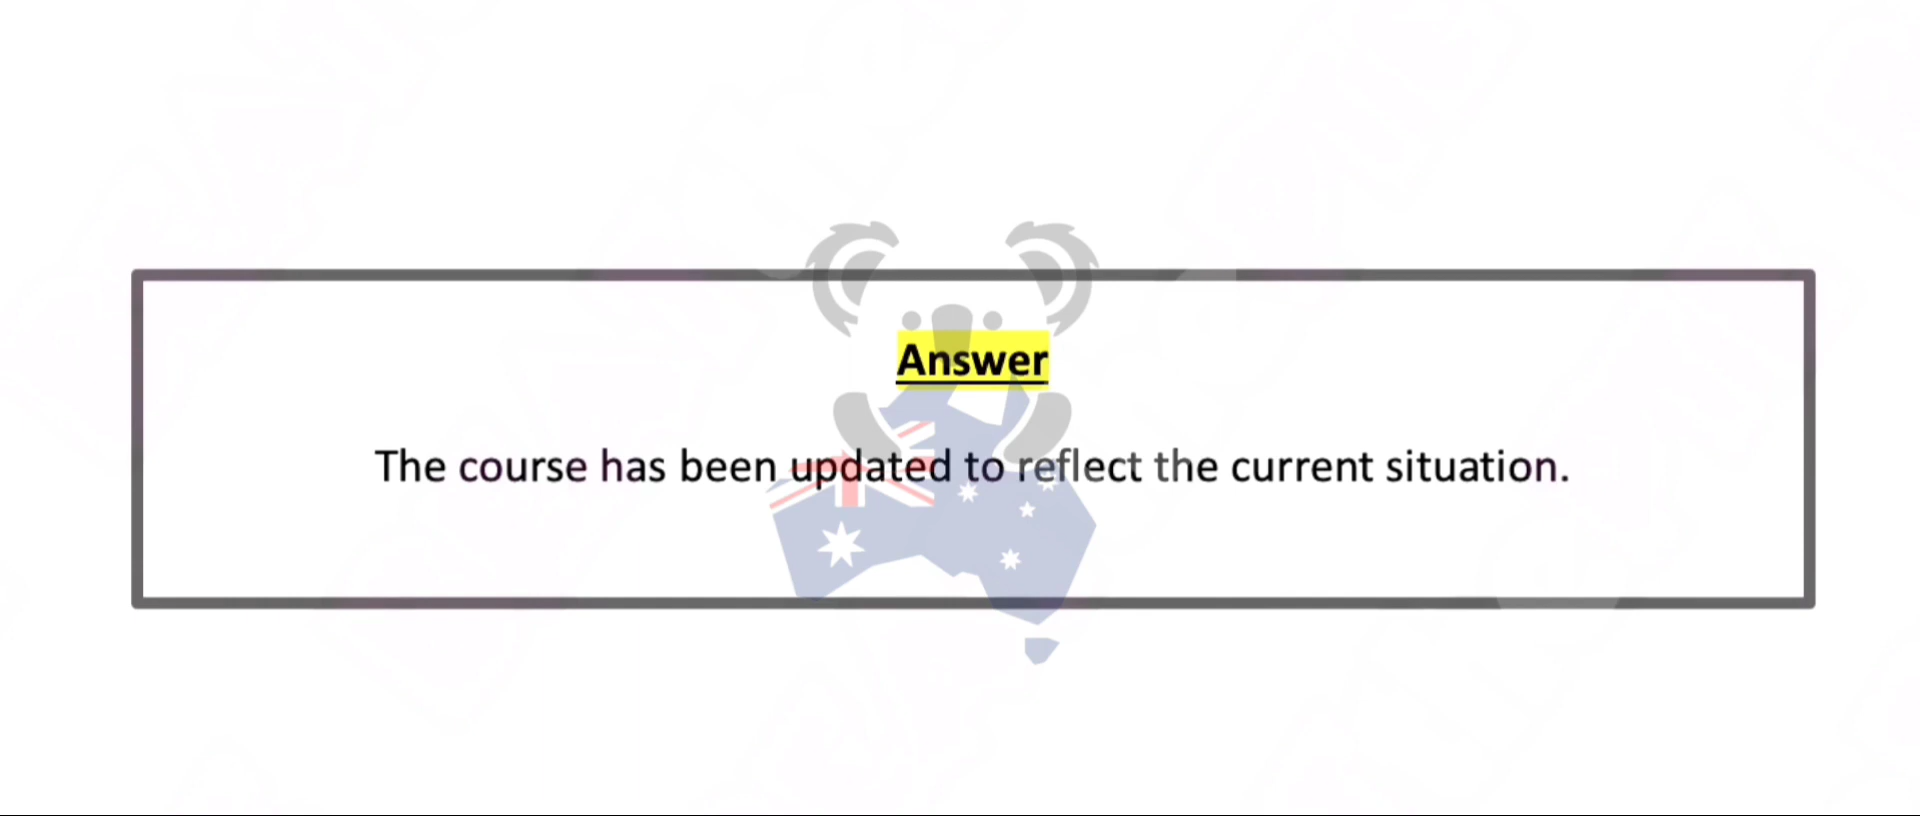 Answer
The course has been updated to reflect the current situation.